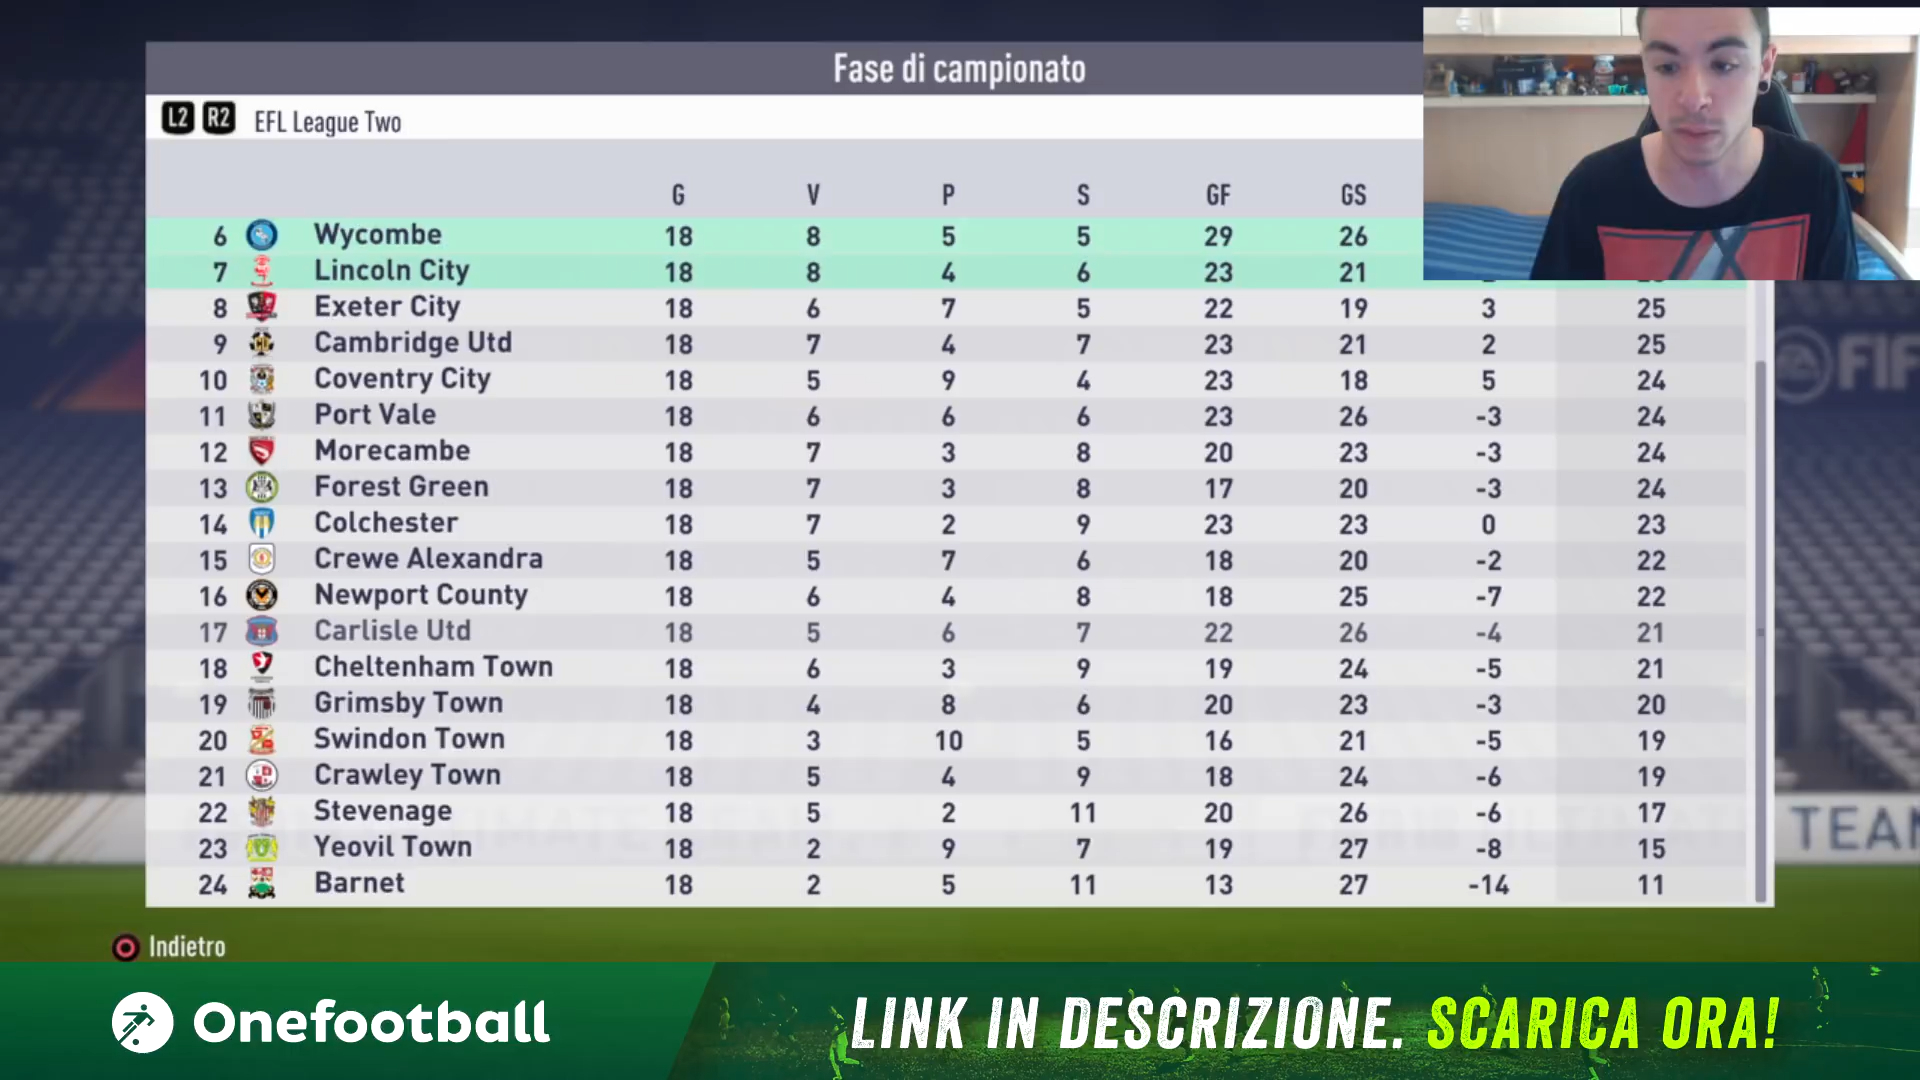 Fase di campionato
L2 R2 EFL League Two
G V P S GF GS
6 Wycombe 18 8 5 5 29 26
7 Lincoln City 18 8 4 6 23 21
8 Exeter City 18 6 7 5 22 19 3 25
9 Cambridge Utd 18 7 4 7 23 21 2 25
10 Coventry City 18 5 9 4 23 18 5 24
11 Port Vale 18 6 6 6 23 26 -3 24
12 Morecambe 18 7 3 8 20 23 -3 24
13 Forest Green 18 7 3 8 17 20 -3 24
14 Colchester 18 7 2 9 23 23 0 23
15 Crewe Alexandra 18 5 7 6 18 20 -2 22
16 Newport County 18 6 4 8 18 25 -7 22
17 Carlisle Utd 18 5 6 7 22 26 -4 21
18 Cheltenham Town 18 6 3 9 19 24 -5 21
19 Grimsby Town 18 4 8 6 20 23 -3 20
20 Swindon Town 18 3 10 5 16 21 -5 19
21 Crawley Town 18 5 4 9 18 24 -6 19
22 Stevenage 18 5 2 11 20 26 -6 17
23 Yeovil Town 18 2 9 7 19 27 -8 15
24 Barnet 18 2 5 11 13 27 -14 11
FIF
TEAM
Indietro
Onefootball
LINK IN DESCRIZIONE. SCARICA ORA!